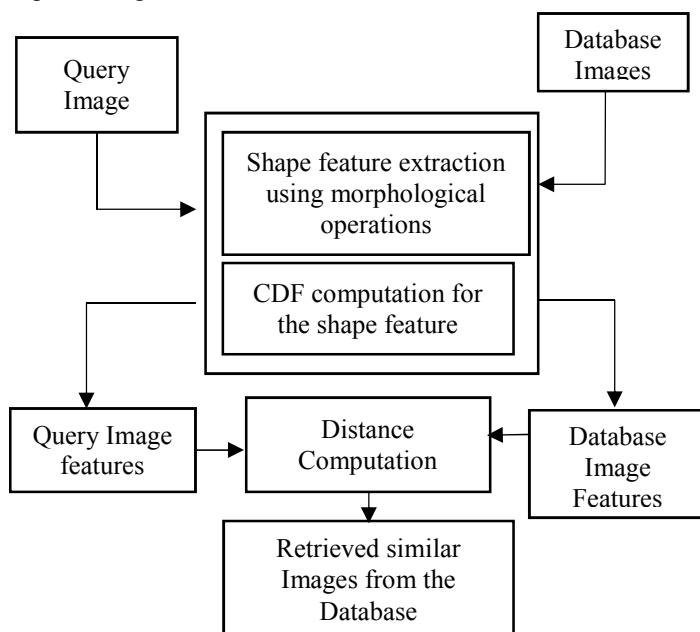 Query
Image
Database
Images
Shape feature extraction
using morphological
operations
CDF computation for
the shape feature
Query Image
features
Distance
Computation
Database
Image
Features
Retrieved similar
Images from the
Database